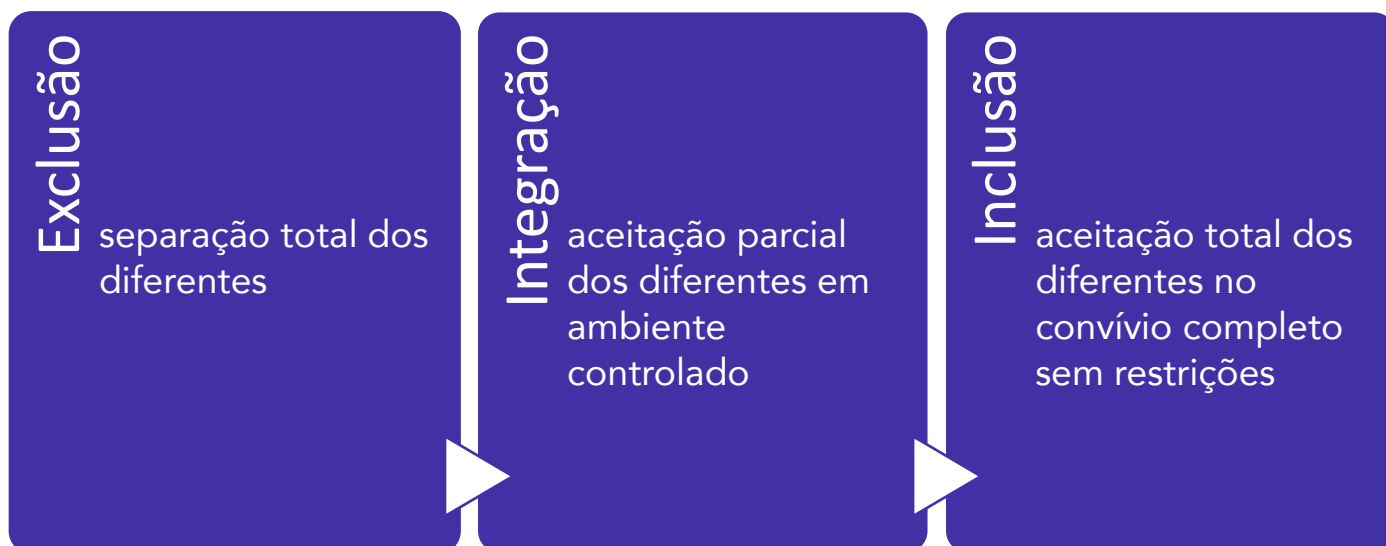 Exclusão
separação total dos
diferentes
Integração
aceitação parcial
dos diferentes em
ambiente
controlado
Inclusão
aceitação total dos
diferentes no
convívio completo
sem restrições